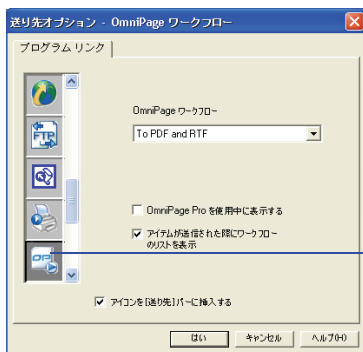 送り先オプション - OmniPage ワークフロー
プログラム リンク
FTP
OmniPage ワークフロー
To PDF and RTF
OmniPage Pro を使用中に表示する
アイテムが送信された際にワークフロー
のリストを表示
OP
アイコンを[送り先]バーに挿入する
はい
キャンセル
ヘルプ(H)